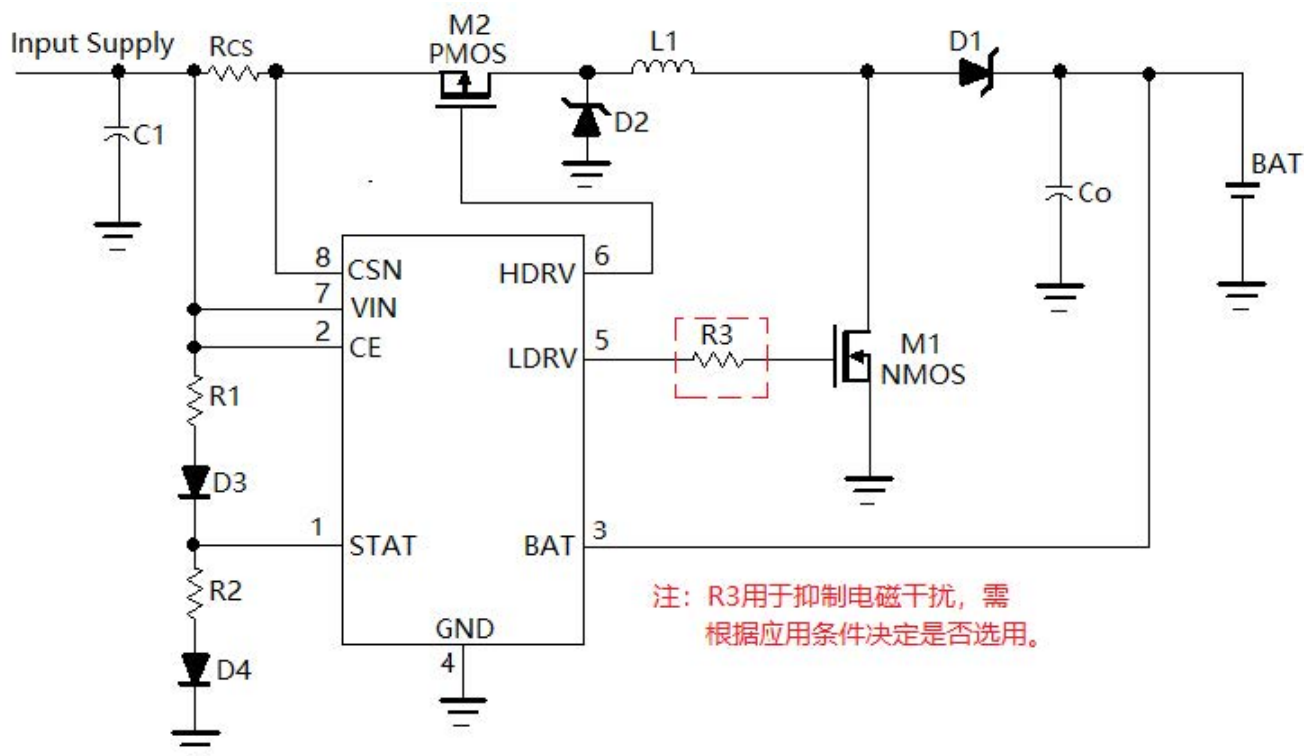 M2
PMOS
L1
D1
Input Supply
Rcs
C1
D2
BAT
Co
8
CSN
HDRV
6
7
VIN
2
CE
R3
5
LDRV
M1
NMOS
R1
D3
1
STAT
BAT
3
R2
注：R3用于抑制电磁干扰，需
根据应用条件决定是否选用。
GND
4
D4